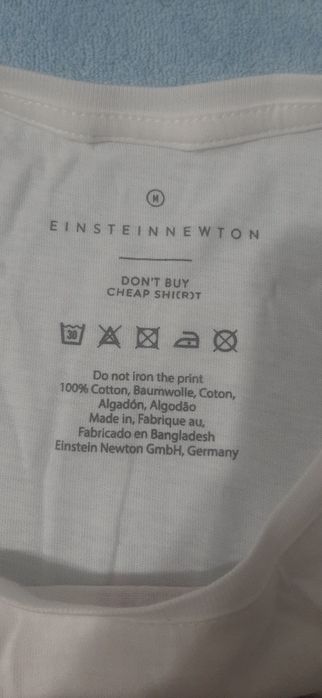 M
EINSTEINNEWTON
DON'T BUY
CHEAP SHI(R)T
30
Do not iron the print
100% Cotton, Baumwolle, Coton,
Algadón, Algodão
Made in, Fabrique au,
Fabricado en Bangladesh
Einstein Newton GmbH, Germany